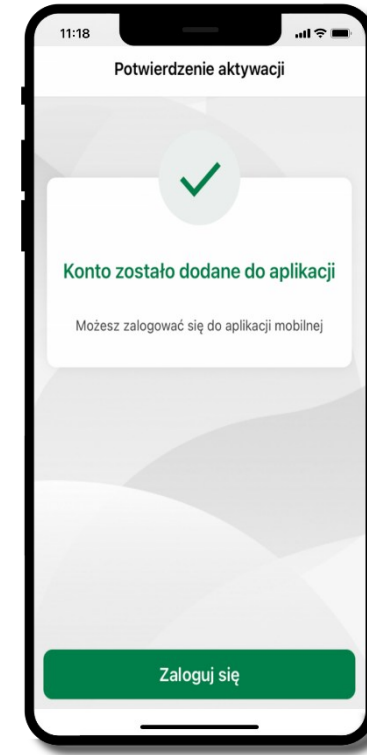 11:18
Potwierdzenie aktywacji
Konto zostało dodane do aplikacji
Możesz zalogować się do aplikacji mobilnej
Zaloguj się